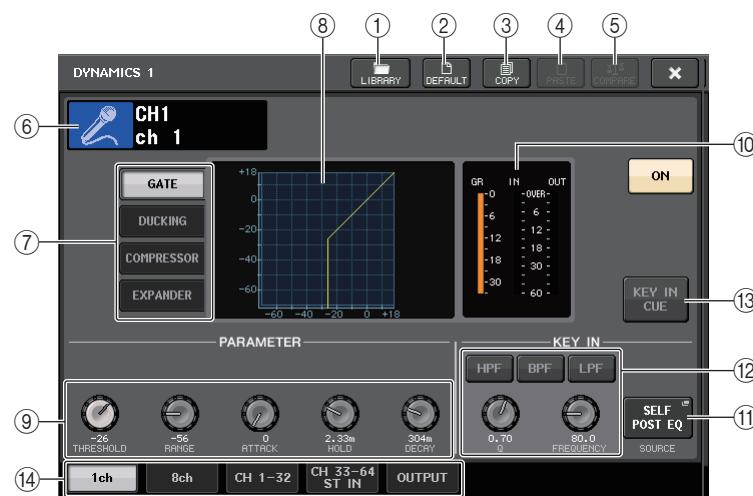 ① ② ③ ④ ⑤ ⑧
DYNAMICS 1
LIBRARY DEFAULT COPY PASTE COMPARE ×
⑥ CH1
ch 1
⑩
ON
⑦ GATE
DUCKING
COMPRESSOR
EXPANDER
+18
0
-20
-40
-60
-60 -40 -20 0 +18
GR IN OUT
-0 -OVER-
-6 - 6 -
-12 - 12 -
-18 - 18 -
-30 - 30 -
- 60 -
KEY IN
CUE
⑬
PARAMETER
KEY IN
HPF BPF LPF
⑫
⑨
-26 -56 0 2.33m 304m
THRESHOLD RANGE ATTACK HOLD DECAY
0.70 80.0
Q FREQUENCY
SELF
POST EQ
SOURCE
⑪
⑭ 1ch 8ch CH 1-32 CH 33-64
ST IN OUTPUT